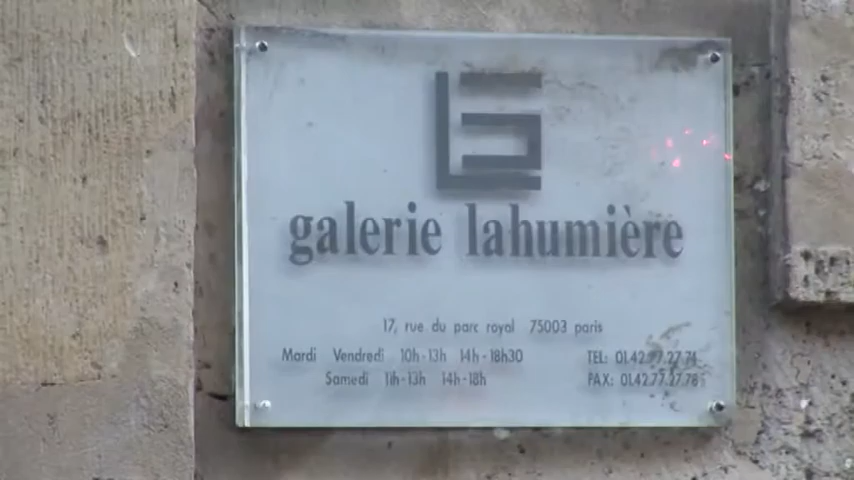 galerie lahumière
17, rue du parc royal 75003 paris
Mardi Vendredi 10h-13h 14h-18h30 TEL: 01.42.77.27.74
Samedi 11h-13h 14h-18h FAX: 01.42.77.27.78